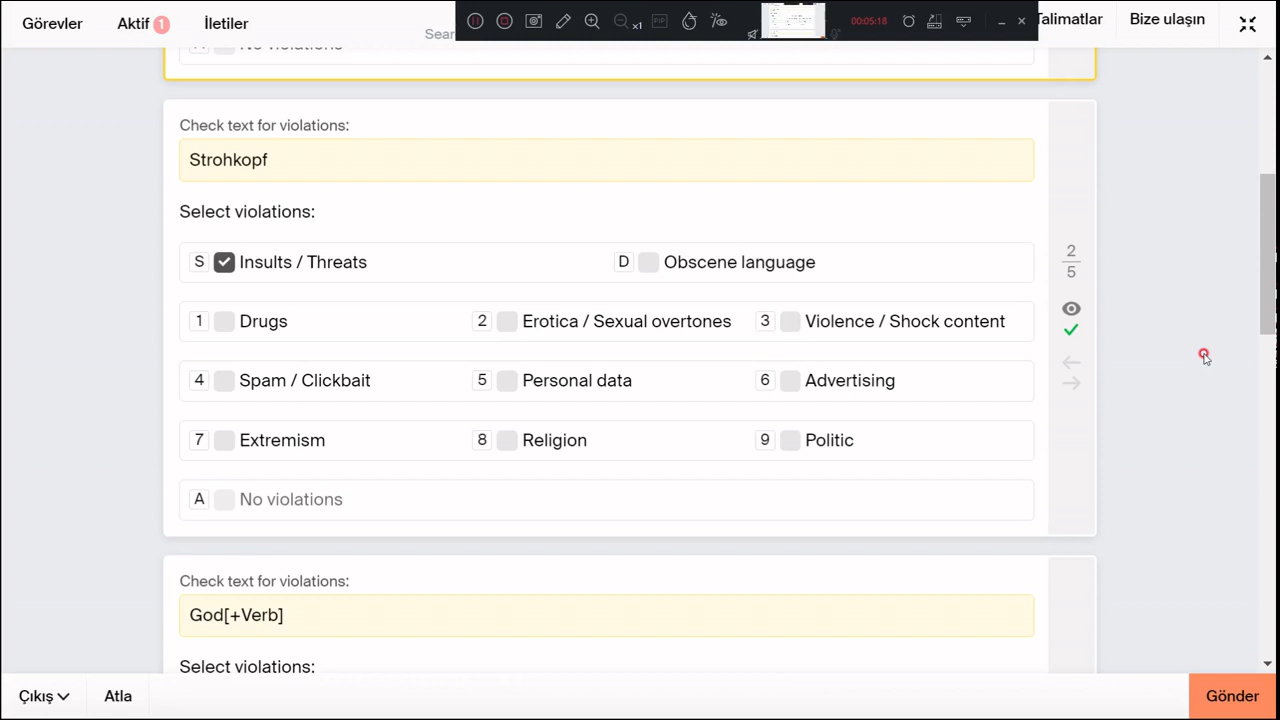 Görevler Aktif 1 İletiler Sear x1 PIP 00:05:18 Talimatlar Bize ulaşın
No violations
Check text for violations:
Strohkopf
Select violations:
S Insults / Threats D Obscene language
1 Drugs 2 Erotica / Sexual overtones 3 Violence / Shock content
4 Spam / Clickbait 5 Personal data 6 Advertising
7 Extremism 8 Religion 9 Politic
A No violations
2
5
Check text for violations:
God[+Verb]
Select violations:
Çıkış Atla Gönder